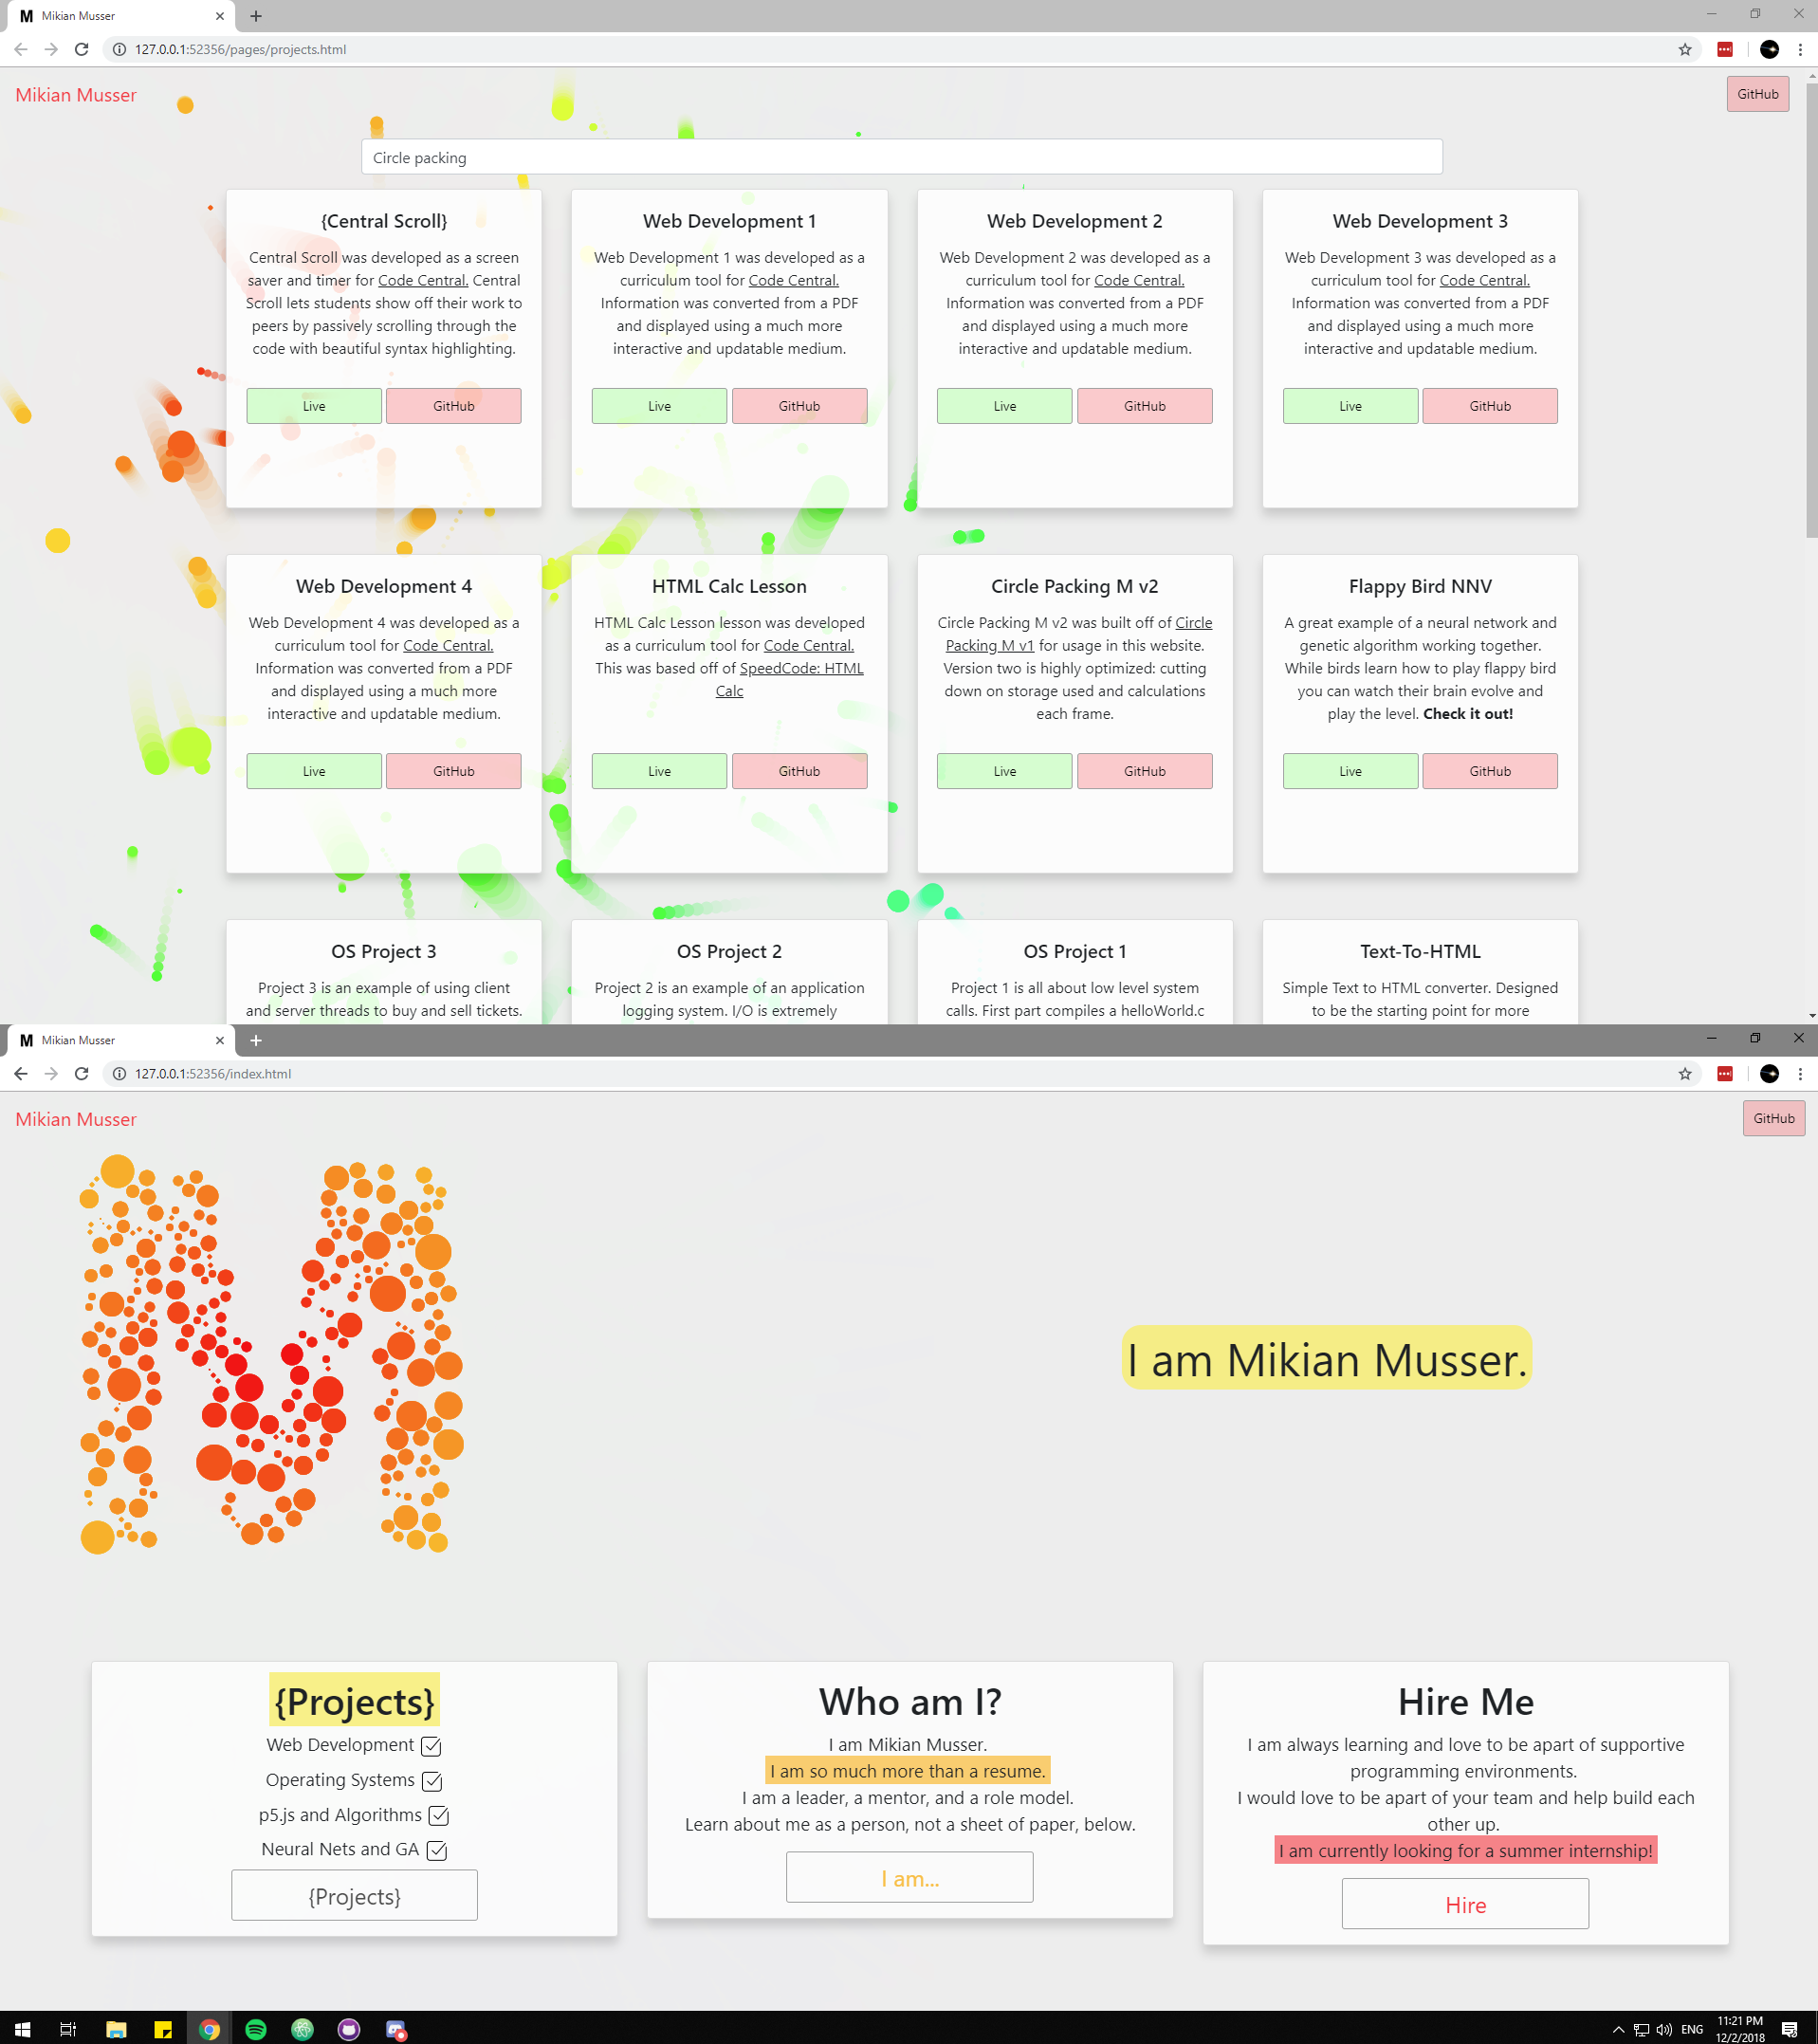 M Mikian Musser
127.0.0.1:52356/pages/projects.html
Mikian Musser
GitHub
Circle packing
{Central Scroll}
Central Scroll was developed as a screen
saver and timer for Code Central. Central
Scroll lets students show off their work to
peers by passively scrolling through the
code with beautiful syntax highlighting.
Live
GitHub
Web Development 1
Web Development 1 was developed as a
curriculum tool for Code Central.
Information was converted from a PDF
and displayed using a much more
interactive and updatable medium.
Live
GitHub
Web Development 2
Web Development 2 was developed as a
curriculum tool for Code Central.
Information was converted from a PDF
and displayed using a much more
interactive and updatable medium.
Live
GitHub
Web Development 3
Web Development 3 was developed as a
curriculum tool for Code Central.
Information was converted from a PDF
and displayed using a much more
interactive and updatable medium.
Live
GitHub
Web Development 4
Web Development 4 was developed as a
curriculum tool for Code Central.
Information was converted from a PDF
and displayed using a much more
interactive and updatable medium.
Live
GitHub
HTML Calc Lesson
HTML Calc Lesson lesson was developed
as a curriculum tool for Code Central.
This was based off of SpeedCode: HTML
Calc
Live
GitHub
Circle Packing M v2
Circle Packing M v2 was built off of Circle
Packing M v1 for usage in this website.
Version two is highly optimized: cutting
down on storage used and calculations
each frame.
Live
GitHub
Flappy Bird NNV
A great example of a neural network and
genetic algorithm working together.
While birds learn how to play flappy bird
you can watch their brain evolve and
play the level. Check it out!
Live
GitHub
OS Project 3
Project 3 is an example of using client
and server threads to buy and sell tickets.
OS Project 2
Project 2 is an example of an application
logging system. I/O is extremely
OS Project 1
Project 1 is all about low level system
calls. First part compiles a helloWorld.c
Text-To-HTML
Simple Text to HTML converter. Designed
to be the starting point for more
M Mikian Musser
127.0.0.1:52356/index.html
Mikian Musser
GitHub
M
I am Mikian Musser.
{Projects}
Web Development
Operating Systems
p5.js and Algorithms
Neural Nets and GA
{Projects}
Who am I?
I am Mikian Musser.
I am so much more than a resume.
I am a leader, a mentor, and a role model.
Learn about me as a person, not a sheet of paper, below.
I am...
Hire Me
I am always learning and love to be apart of supportive
programming environments.
I would love to be apart of your team and help build each
other up.
I am currently looking for a summer internship!
Hire
ENG
11:21 PM
12/2/2018